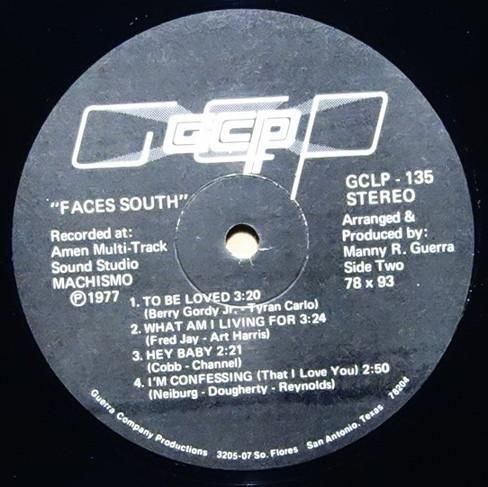 GCP
"FACES SOUTH"
Recorded at:
Amen Multi-Track
Sound Studio
MACHISMO
℗ 1977
GCLP - 135
STEREO
Arranged &
Produced by:
Manny R. Guerra
Side Two
78 x 93
1. TO BE LOVED 3:20
(Berry Gordy Jr. - Tyran Carlo)
2. WHAT AM I LIVING FOR 3:24
(Fred Jay - Art Harris)
3. HEY BABY 2:21
(Cobb - Channel)
4. I'M CONFESSING (That I Love You) 2:50
(Neiburg - Dougherty - Reynolds)
Guerra Company Productions 3205-07 So. Flores San Antonio, Texas 78204